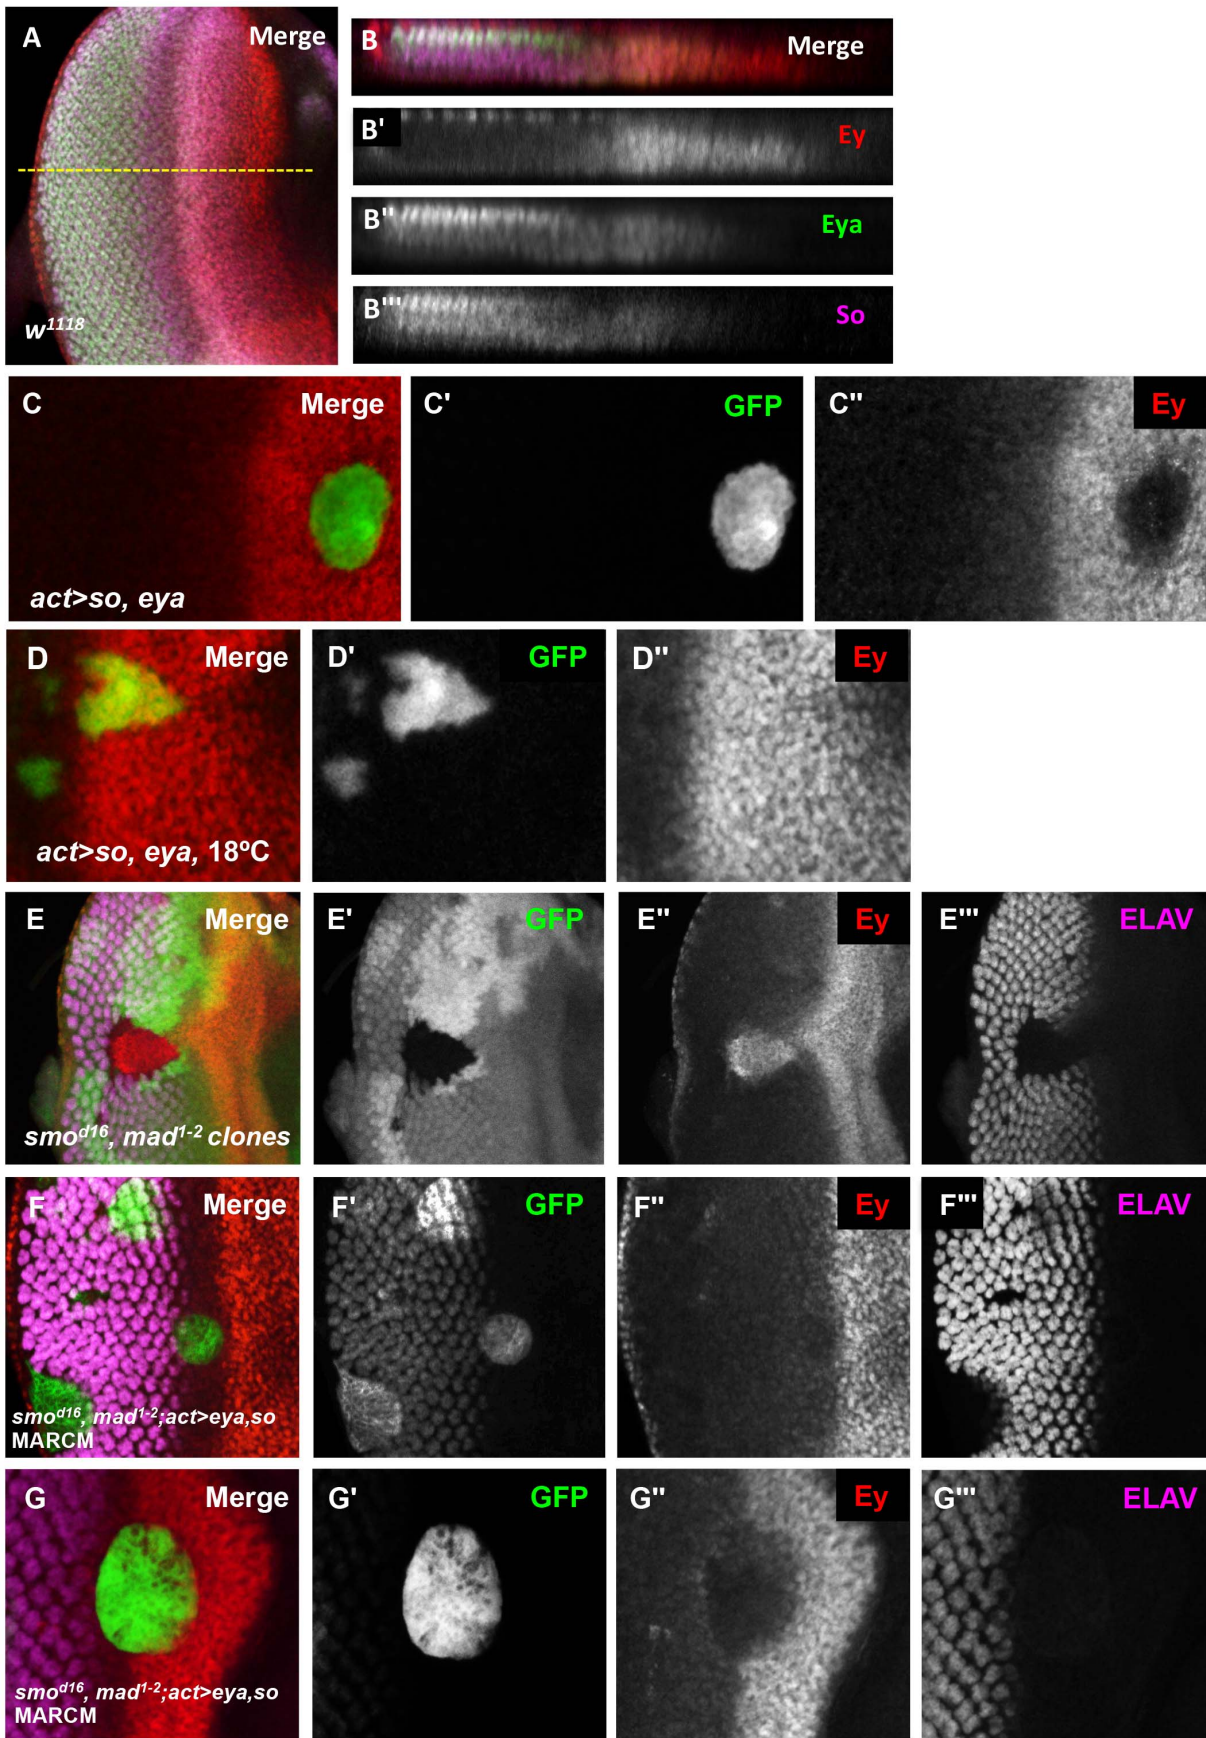 A Merge
w1118
B Merge
B' Ey
B" Eya
B"' So
C Merge
act>so, eya
C' GFP
C" Ey
D Merge
act>so, eya, 18ºC
D' GFP
D" Ey
E Merge
smod16, mad1-2 clones
E' GFP
E" Ey
E"' ELAV
F Merge
smod16, mad1-2;act>eya,so
MARCM
F' GFP
F" Ey
F"' ELAV
G Merge
smod16, mad1-2;act>eya,so
MARCM
G' GFP
G" Ey
G"' ELAV